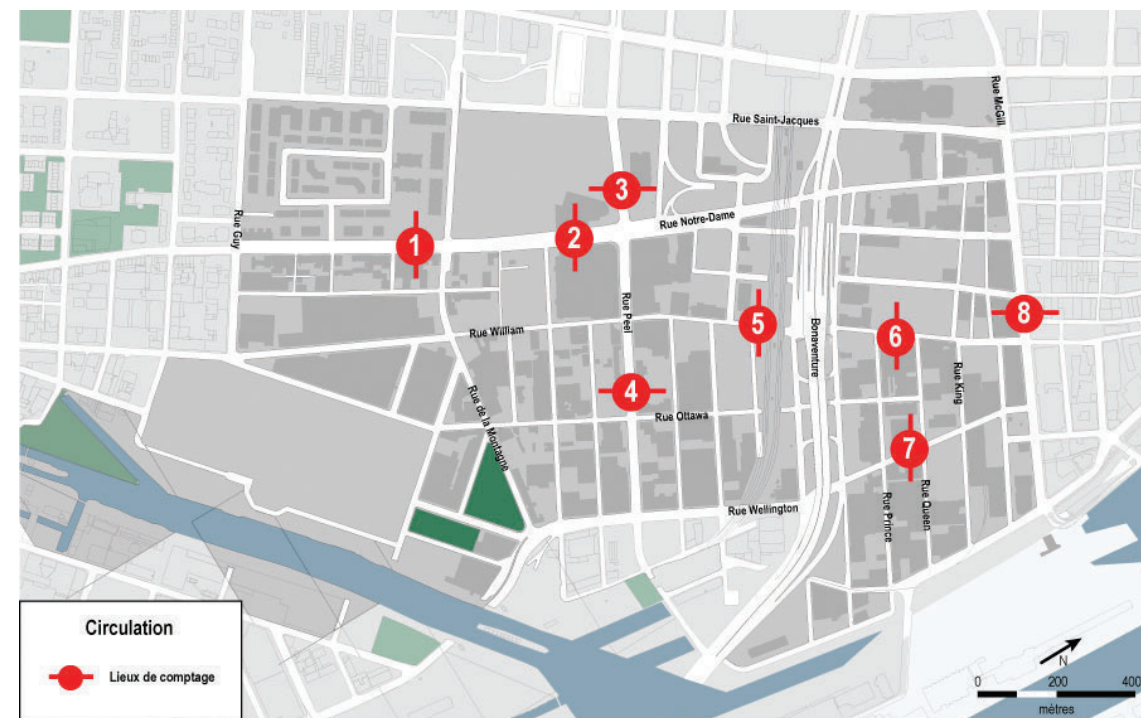 Rue McGill
Rue Saint-Jacques
3
Rue Notre-Dame
Rue Guy
1
2
Rue Peel
Rue William
5
Bonaventure
6
8
Rue King
4
Rue Ottawa
Rue de la Montagne
7
Rue Wellington
Rue Prince
Rue Queen
Circulation
Lieux de comptage
N
0 200 400
mètres